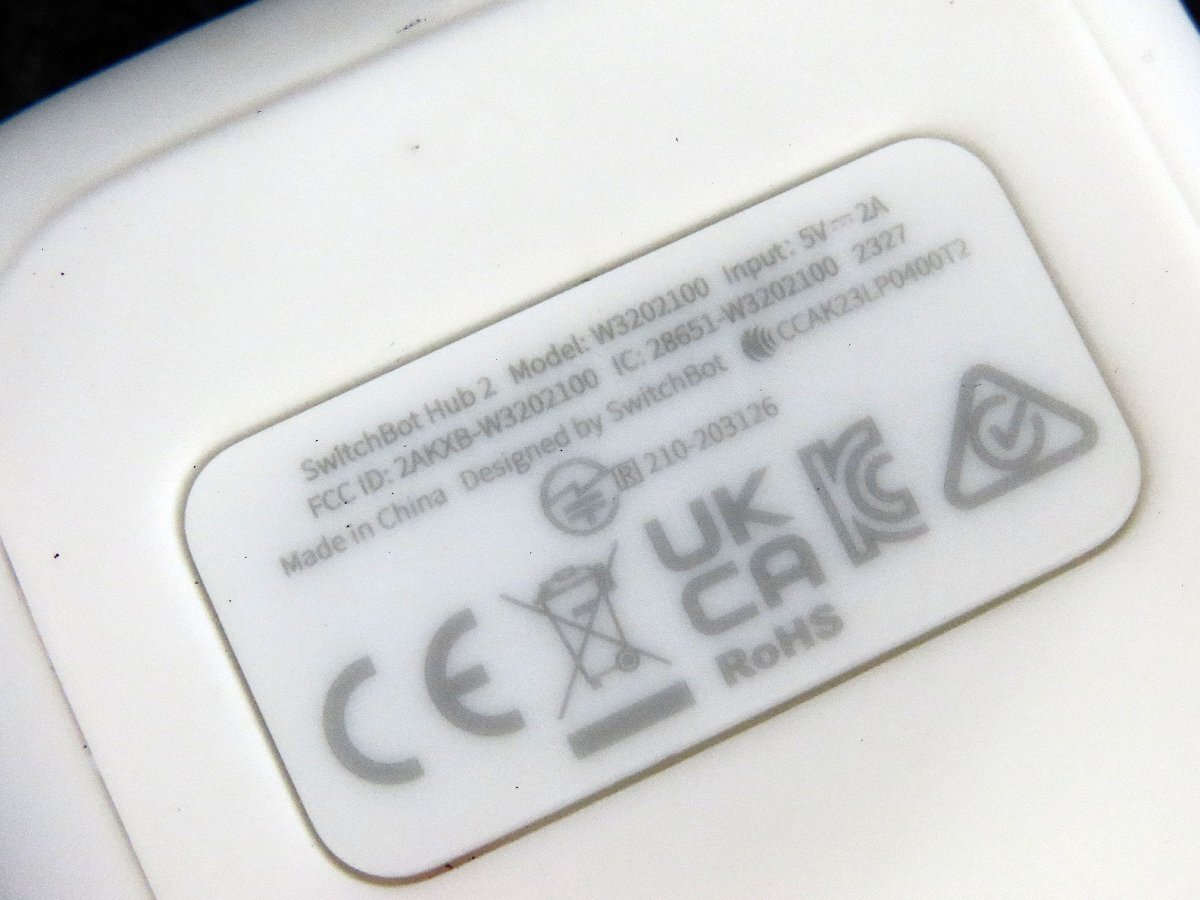 SwitchBot Hub 2 Model: W3202100 Input: 5V⎓2A
FCC ID: 2AKXB-W3202100 IC: 28651-W3202100 2327
Made in China Designed by SwitchBot CCAK23LP0400T2
R 210-203126
CE
UK
CA
RoHS